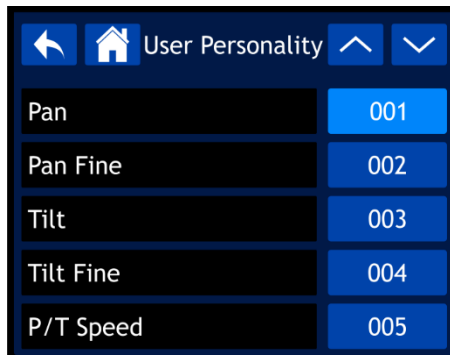 User Personality
Pan 001
Pan Fine 002
Tilt 003
Tilt Fine 004
P/T Speed 005